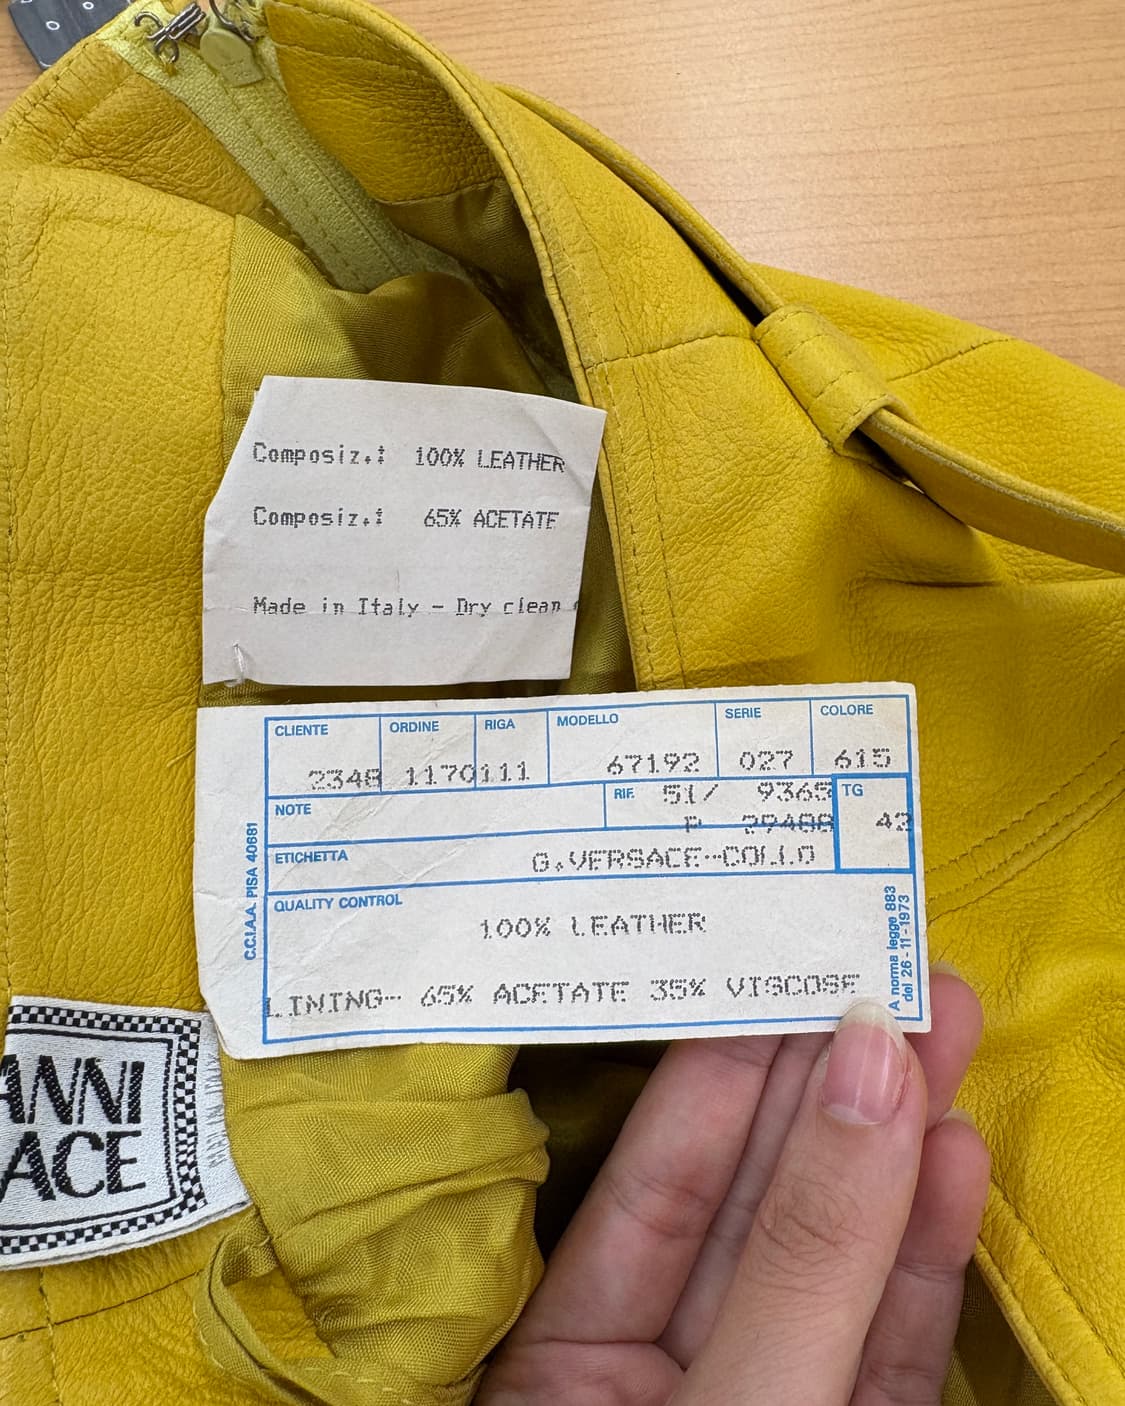 Composiz.: 100% LEATHER
Composiz.: 65% ACETATE
Made in Italy - Dry clean
CLIENTE ORDINE RIGA MODELLO SERIE COLORE
2348 1170111 67192 027 615
NOTE RIF. 51/ 9365 TG
P 29488 42
ETICHETTA G.VERSACE-COLLO
QUALITY CONTROL
100% LEATHER
LINING- 65% ACETATE 35% VISCOSE
C.C.I.A.A. PISA 40681
A norma legge 883
del 26-11-1973
ANNI
ACE